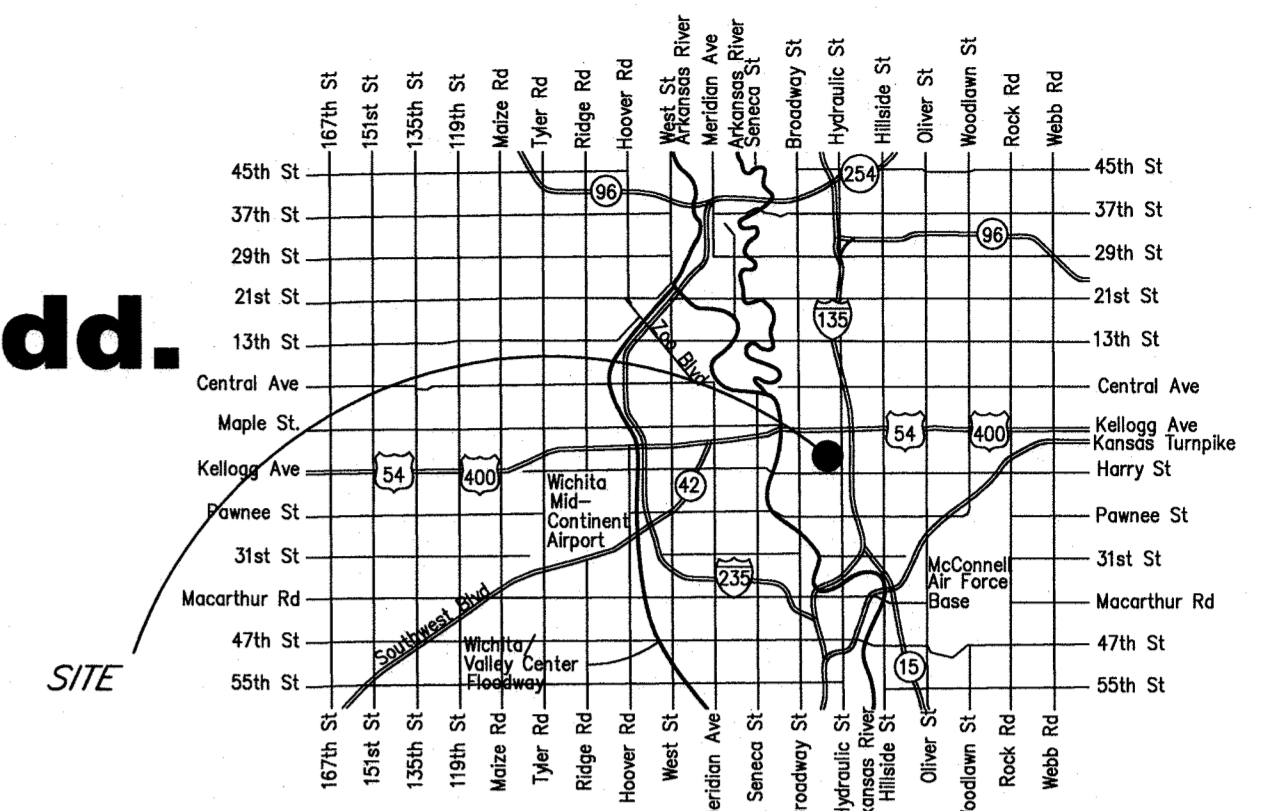 167th St
151st St
135th St
119th St
Maize Rd
Tyler Rd
Ridge Rd
Hoover Rd
West St
Arkansas River
Meridian Ave
Arkansas River
Seneca St
Broadway St
Hydraulic St
Hillside St
Oliver St
Woodlawn St
Rock Rd
Webb Rd
45th St
37th St
29th St
21st St
13th St
Central Ave
Maple St.
Kellogg Ave
Pawnee St
31st St
Macarthur Rd
47th St
55th St
dd.
SITE
96
254
96
135
Zoo Blvd
54
400
54
400
42
235
15
Wichita
Mid-
Continent
Airport
Southwest Blvd
Wichita/
Valley Center
Floodway
McConnell
Air Force
Base
45th St
37th St
29th St
21st St
13th St
Central Ave
Kellogg Ave
Kansas Turnpike
Harry St
Pawnee St
31st St
Macarthur Rd
47th St
55th St
167th St
151st St
135th St
119th St
Maize Rd
Tyler Rd
Ridge Rd
Hoover Rd
West St
eridian Ave
Seneca St
roadway St
Hydraulic St
kansas River
Hillside St
Oliver St
oodlawn St
Rock Rd
Webb Rd